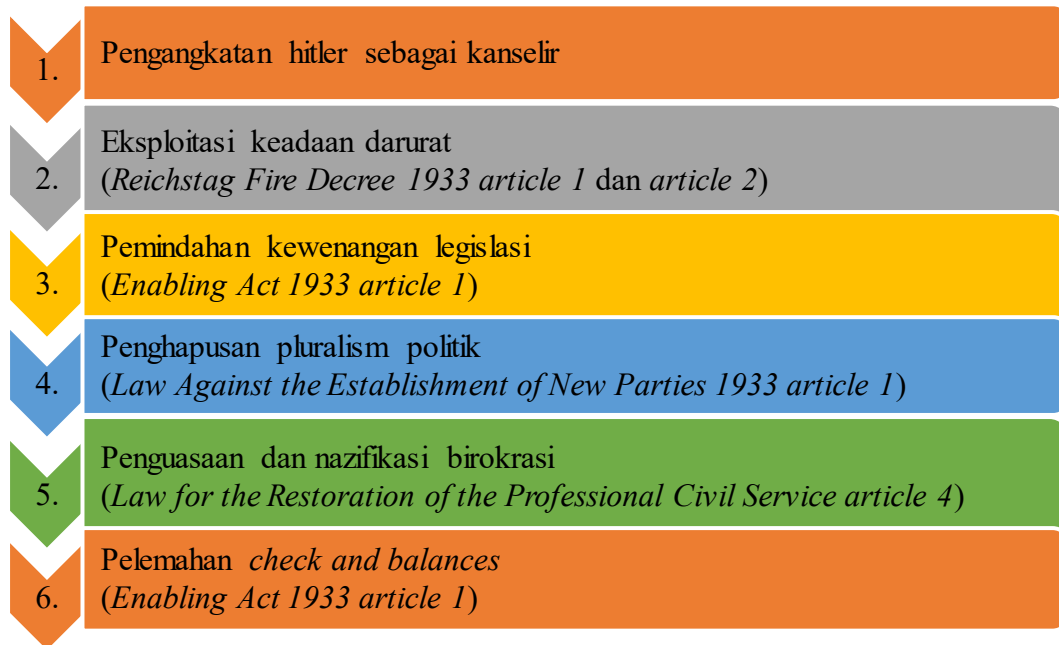 1. Pengangkatan hitler sebagai kanselir
Eksploitasi keadaan darurat
2. (Reichstag Fire Decree 1933 article 1 dan article 2)
Pemindahan kewenangan legislasi
3. (Enabling Act 1933 article 1)
Penghapusan pluralism politik
4. (Law Against the Establishment of New Parties 1933 article 1)
Penguasaan dan nazifikasi birokrasi
5. (Law for the Restoration of the Professional Civil Service article 4)
Pelemahan check and balances
6. (Enabling Act 1933 article 1)